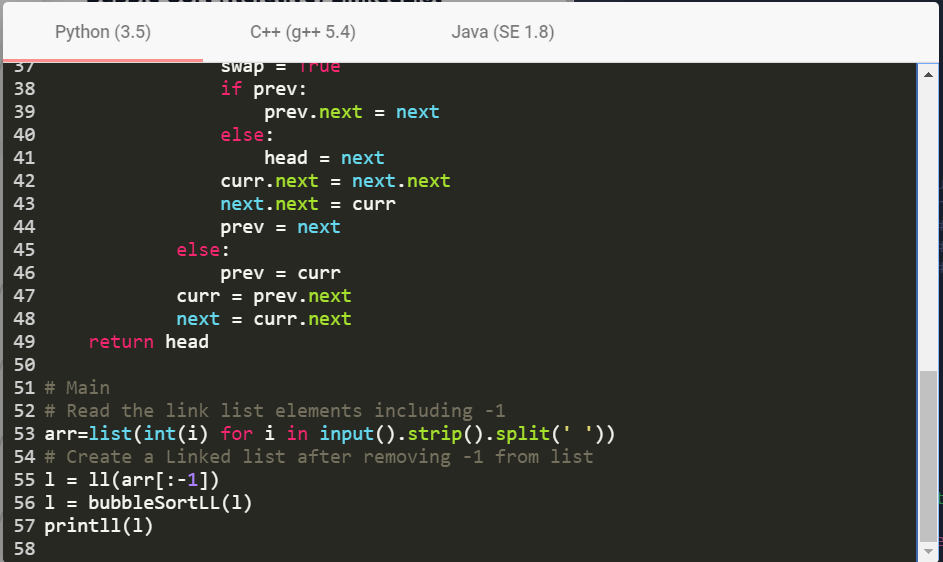 Python (3.5) C++ (g++ 5.4) Java (SE 1.8)
37                 swap = True
38                 if prev:
39                     prev.next = next
40                 else:
41                     head = next
42                 curr.next = next.next
43                 next.next = curr
44                 prev = next
45             else:
46                 prev = curr
47             curr = prev.next
48             next = curr.next
49     return head
50
51 # Main
52 # Read the link list elements including -1
53 arr=list(int(i) for i in input().strip().split(' '))
54 # Create a Linked list after removing -1 from list
55 l = ll(arr[:-1])
56 l = bubbleSortLL(l)
57 printll(l)
58